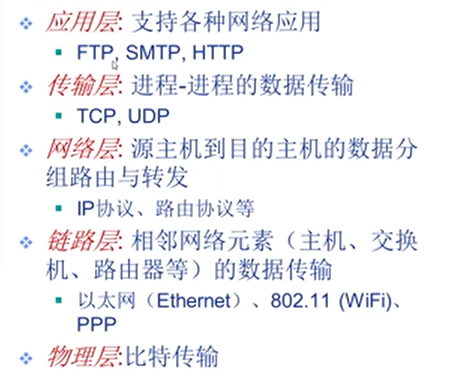 应用层: 支持各种网络应用
FTP, SMTP, HTTP
传输层: 进程-进程的数据传输
TCP, UDP
网络层: 源主机到目的主机的数据分
组路由与转发
IP协议、路由协议等
链路层: 相邻网络元素（主机、交换
机、路由器等）的数据传输
以太网（Ethernet）、802.11 (WiFi)、
PPP
物理层:比特传输